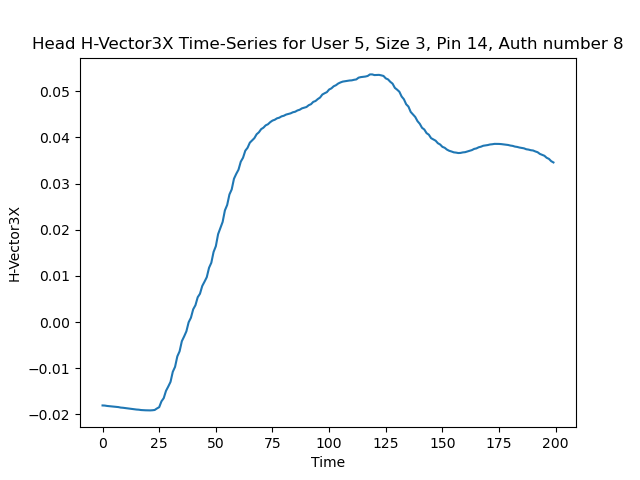 Head H-Vector3X Time-Series for User 5, Size 3, Pin 14, Auth number 8
0.05
0.04
0.03
0.02
0.01
0.00
−0.01
−0.02
H-Vector3X
0 25 50 75 100 125 150 175 200
Time